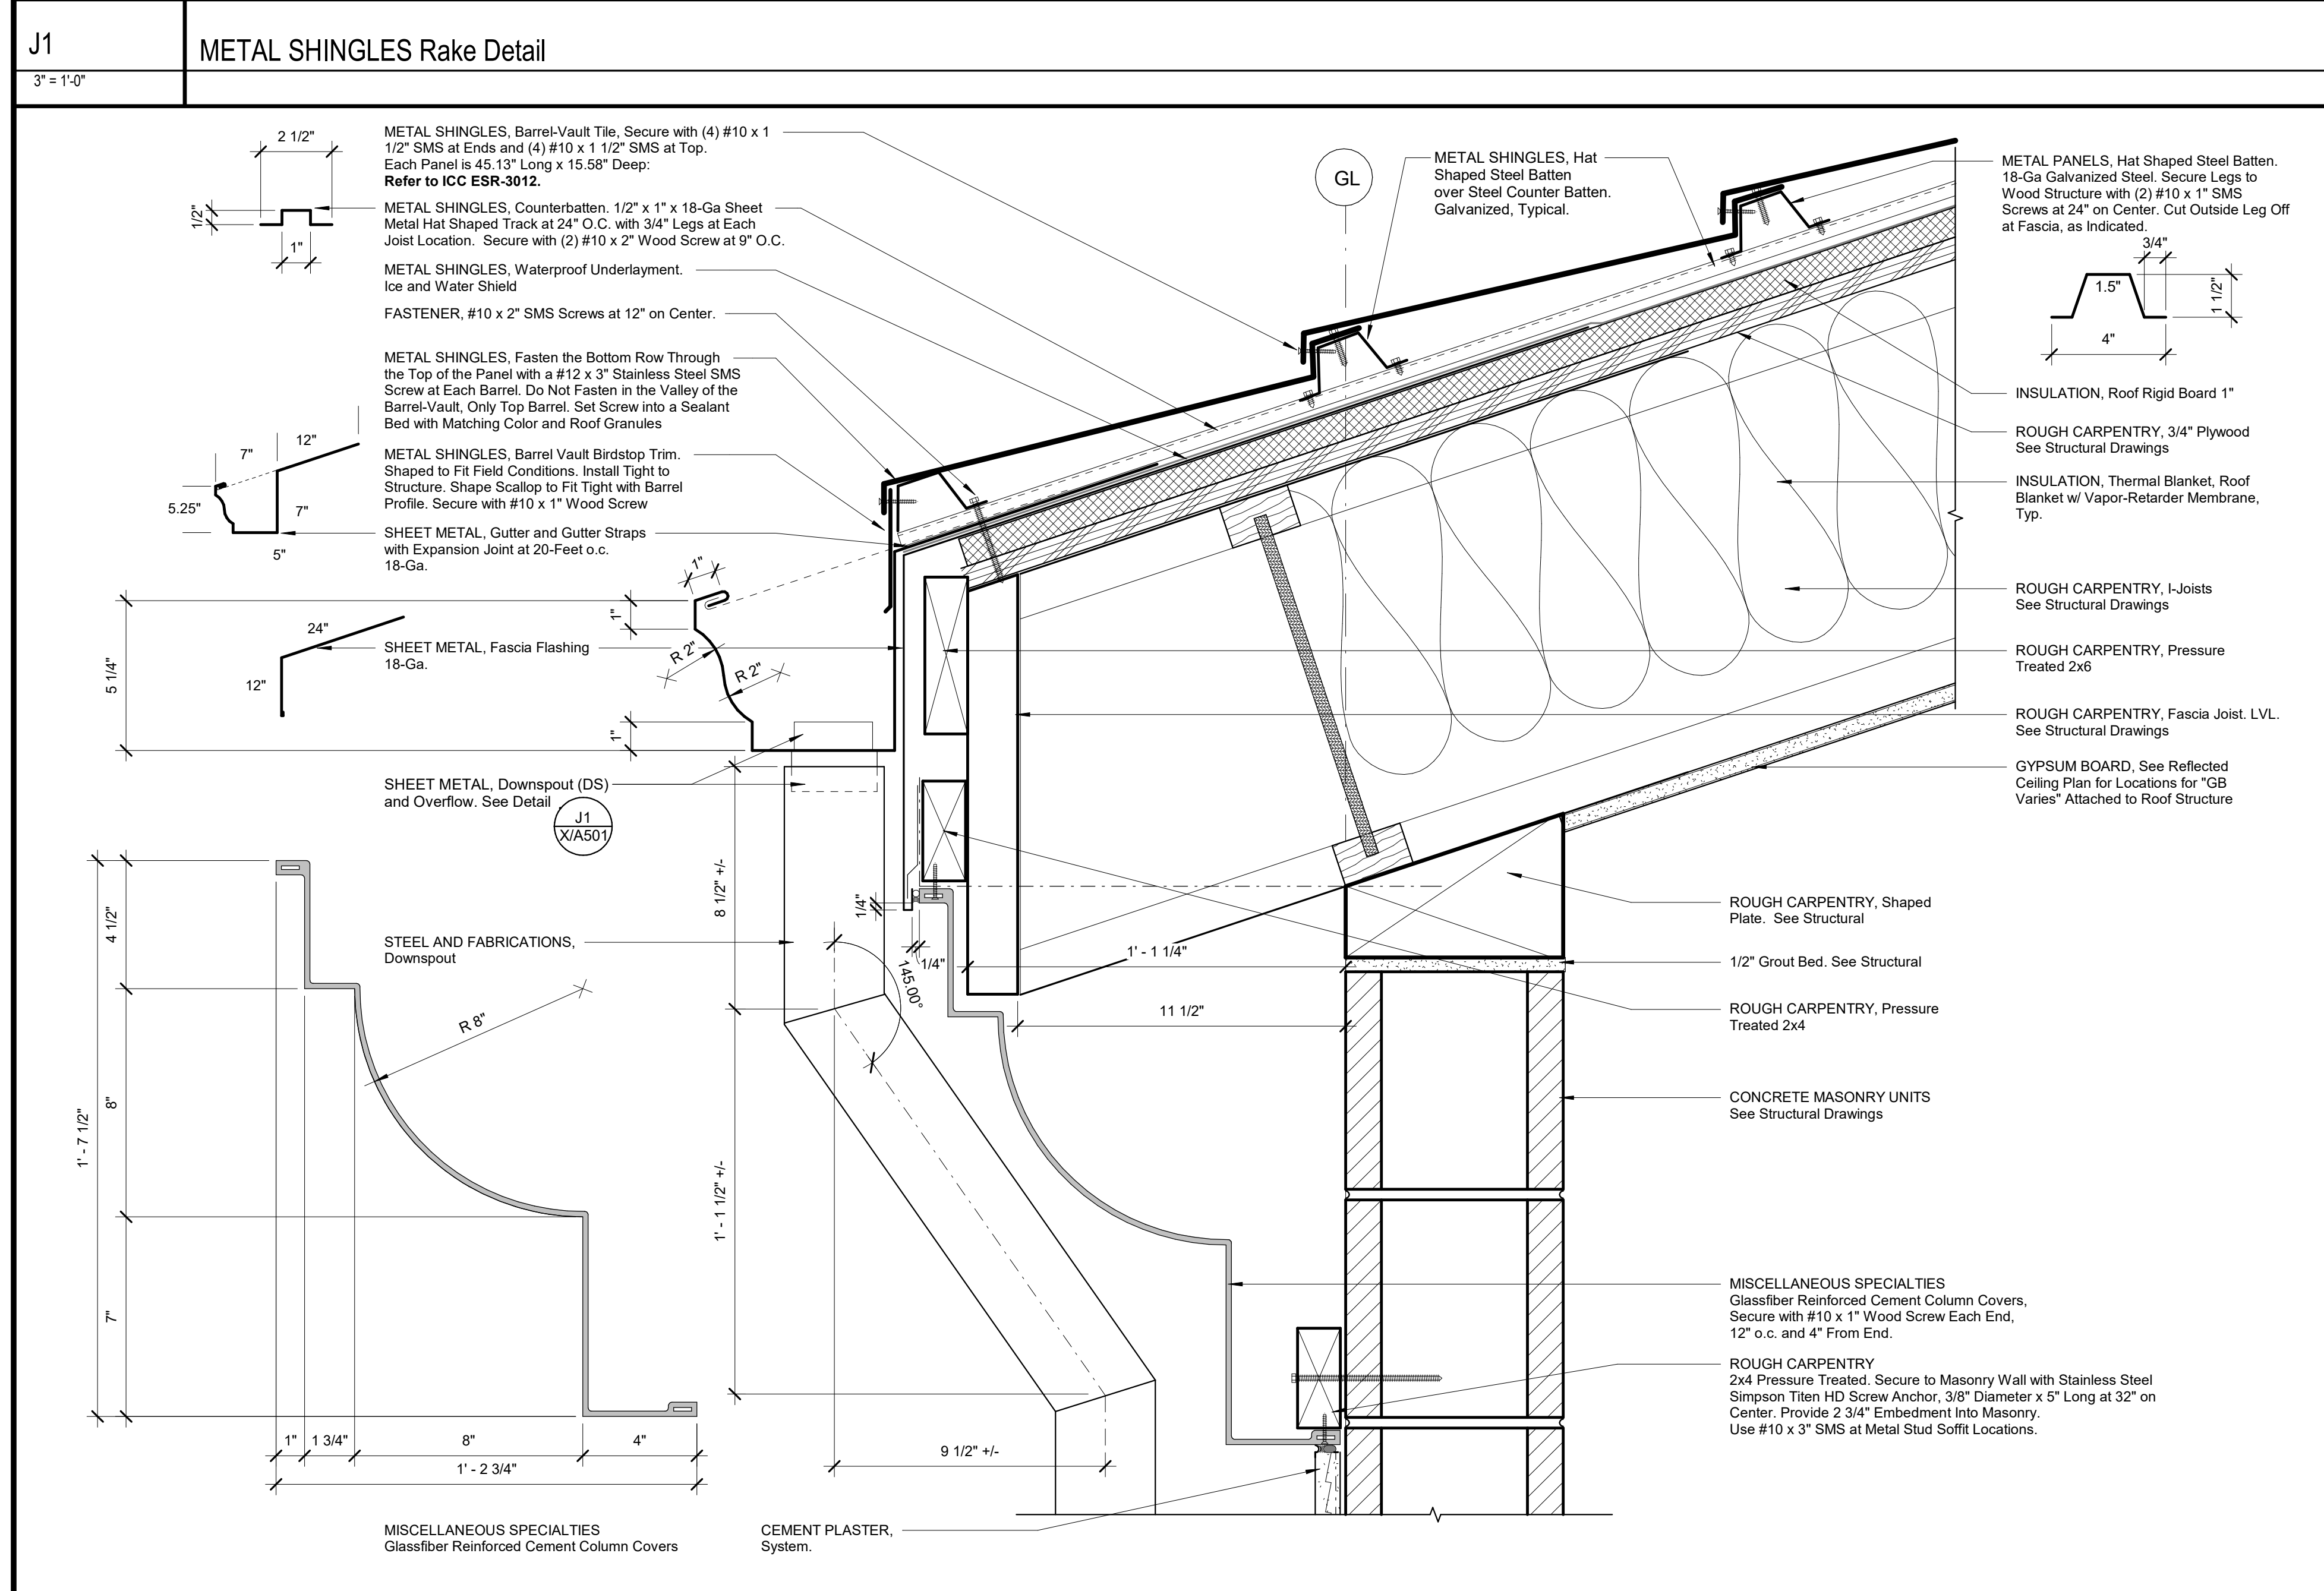 J1
METAL SHINGLES Rake Detail
3" = 1'-0"
2 1/2"
1/2"
1"
METAL SHINGLES, Barrel-Vault Tile, Secure with (4) #10 x 1
1/2" SMS at Ends and (4) #10 x 1 1/2" SMS at Top.
Each Panel is 45.13" Long x 15.58" Deep:
Refer to ICC ESR-3012.
METAL SHINGLES, Counterbatten. 1/2" x 1" x 18-Ga Sheet
Metal Hat Shaped Track at 24" O.C. with 3/4" Legs at Each
Joist Location. Secure with (2) #10 x 2" Wood Screw at 9" O.C.
METAL SHINGLES, Waterproof Underlayment.
Ice and Water Shield
FASTENER, #10 x 2" SMS Screws at 12" on Center.
METAL SHINGLES, Fasten the Bottom Row Through
the Top of the Panel with a #12 x 3" Stainless Steel SMS
Screw at Each Barrel. Do Not Fasten in the Valley of the
Barrel-Vault, Only Top Barrel. Set Screw into a Sealant
Bed with Matching Color and Roof Granules
METAL SHINGLES, Barrel Vault Birdstop Trim.
Shaped to Fit Field Conditions. Install Tight to
Structure. Shape Scallop to Fit Tight with Barrel
Profile. Secure with #10 x 1" Wood Screw
SHEET METAL, Gutter and Gutter Straps
with Expansion Joint at 20-Feet o.c.
18-Ga.
12"
7"
5.25"
7"
5"
SHEET METAL, Fascia Flashing
18-Ga.
24"
12"
5 1/4"
1"
1"
R 2"
R 2"
1"
SHEET METAL, Downspout (DS)
and Overflow. See Detail
J1
X/A501
STEEL AND FABRICATIONS,
Downspout
GL
METAL SHINGLES, Hat
Shaped Steel Batten
over Steel Counter Batten.
Galvanized, Typical.
METAL PANELS, Hat Shaped Steel Batten.
18-Ga Galvanized Steel. Secure Legs to
Wood Structure with (2) #10 x 1" SMS
Screws at 24" on Center. Cut Outside Leg Off
at Fascia, as Indicated.
3/4"
1.5"
1 1/2"
4"
INSULATION, Roof Rigid Board 1"
ROUGH CARPENTRY, 3/4" Plywood
See Structural Drawings
INSULATION, Thermal Blanket, Roof
Blanket w/ Vapor-Retarder Membrane,
Typ.
ROUGH CARPENTRY, I-Joists
See Structural Drawings
ROUGH CARPENTRY, Pressure
Treated 2x6
ROUGH CARPENTRY, Fascia Joist. LVL.
See Structural Drawings
GYPSUM BOARD, See Reflected
Ceiling Plan for Locations for "GB
Varies" Attached to Roof Structure
ROUGH CARPENTRY, Shaped
Plate. See Structural
1/2" Grout Bed. See Structural
ROUGH CARPENTRY, Pressure
Treated 2x4
CONCRETE MASONRY UNITS
See Structural Drawings
MISCELLANEOUS SPECIALTIES
Glassfiber Reinforced Cement Column Covers,
Secure with #10 x 1" Wood Screw Each End,
12" o.c. and 4" From End.
ROUGH CARPENTRY
2x4 Pressure Treated. Secure to Masonry Wall with Stainless Steel
Simpson Titen HD Screw Anchor, 3/8" Diameter x 5" Long at 32" on
Center. Provide 2 3/4" Embedment Into Masonry.
Use #10 x 3" SMS at Metal Stud Soffit Locations.
8 1/2" +/-
1/4"
1/4"
145.00°
1' - 1 1/4"
11 1/2"
1' - 1 1/2" +/-
9 1/2" +/-
4 1/2"
8"
7"
1' - 7 1/2"
R 8"
1"
1 3/4"
8"
4"
1' - 2 3/4"
MISCELLANEOUS SPECIALTIES
Glassfiber Reinforced Cement Column Covers
CEMENT PLASTER,
System.